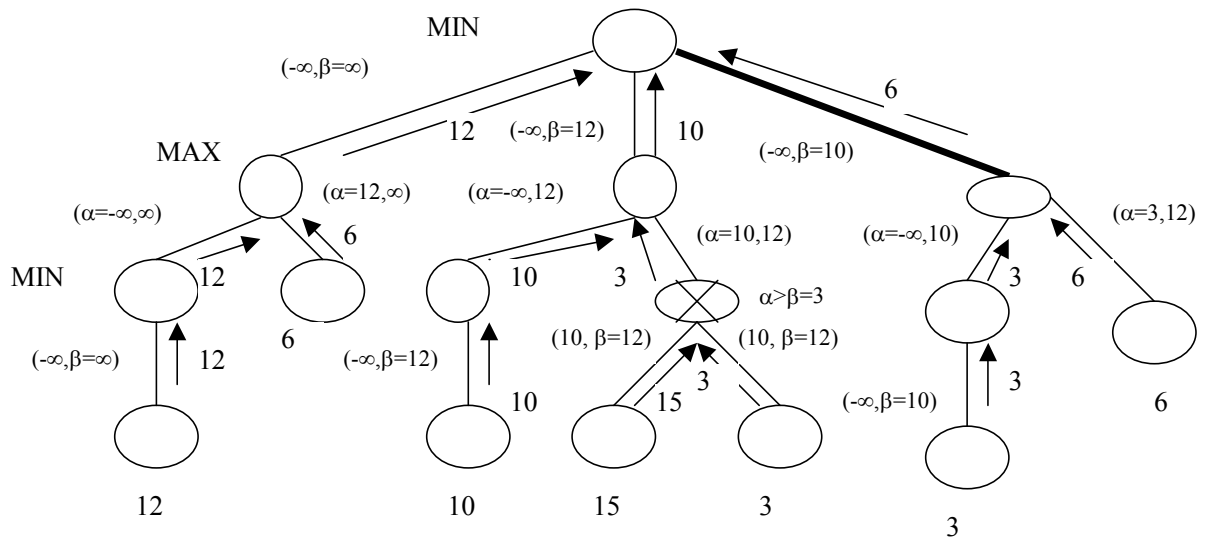 MIN
(-∞,β=∞)
6
12
(-∞,β=12)
10
(-∞,β=10)
MAX
(α=12,∞)
(α=-∞,12)
(α=-∞,∞)
6
(α=10,12)
(α=-∞,10)
(α=3,12)
MIN
12
10
3
3
6
α>β=3
6
(-∞,β=∞)
12
(-∞,β=12)
(10, β=12)
(10, β=12)
10
15
3
(-∞,β=10)
3
6
12
10
15
3
3